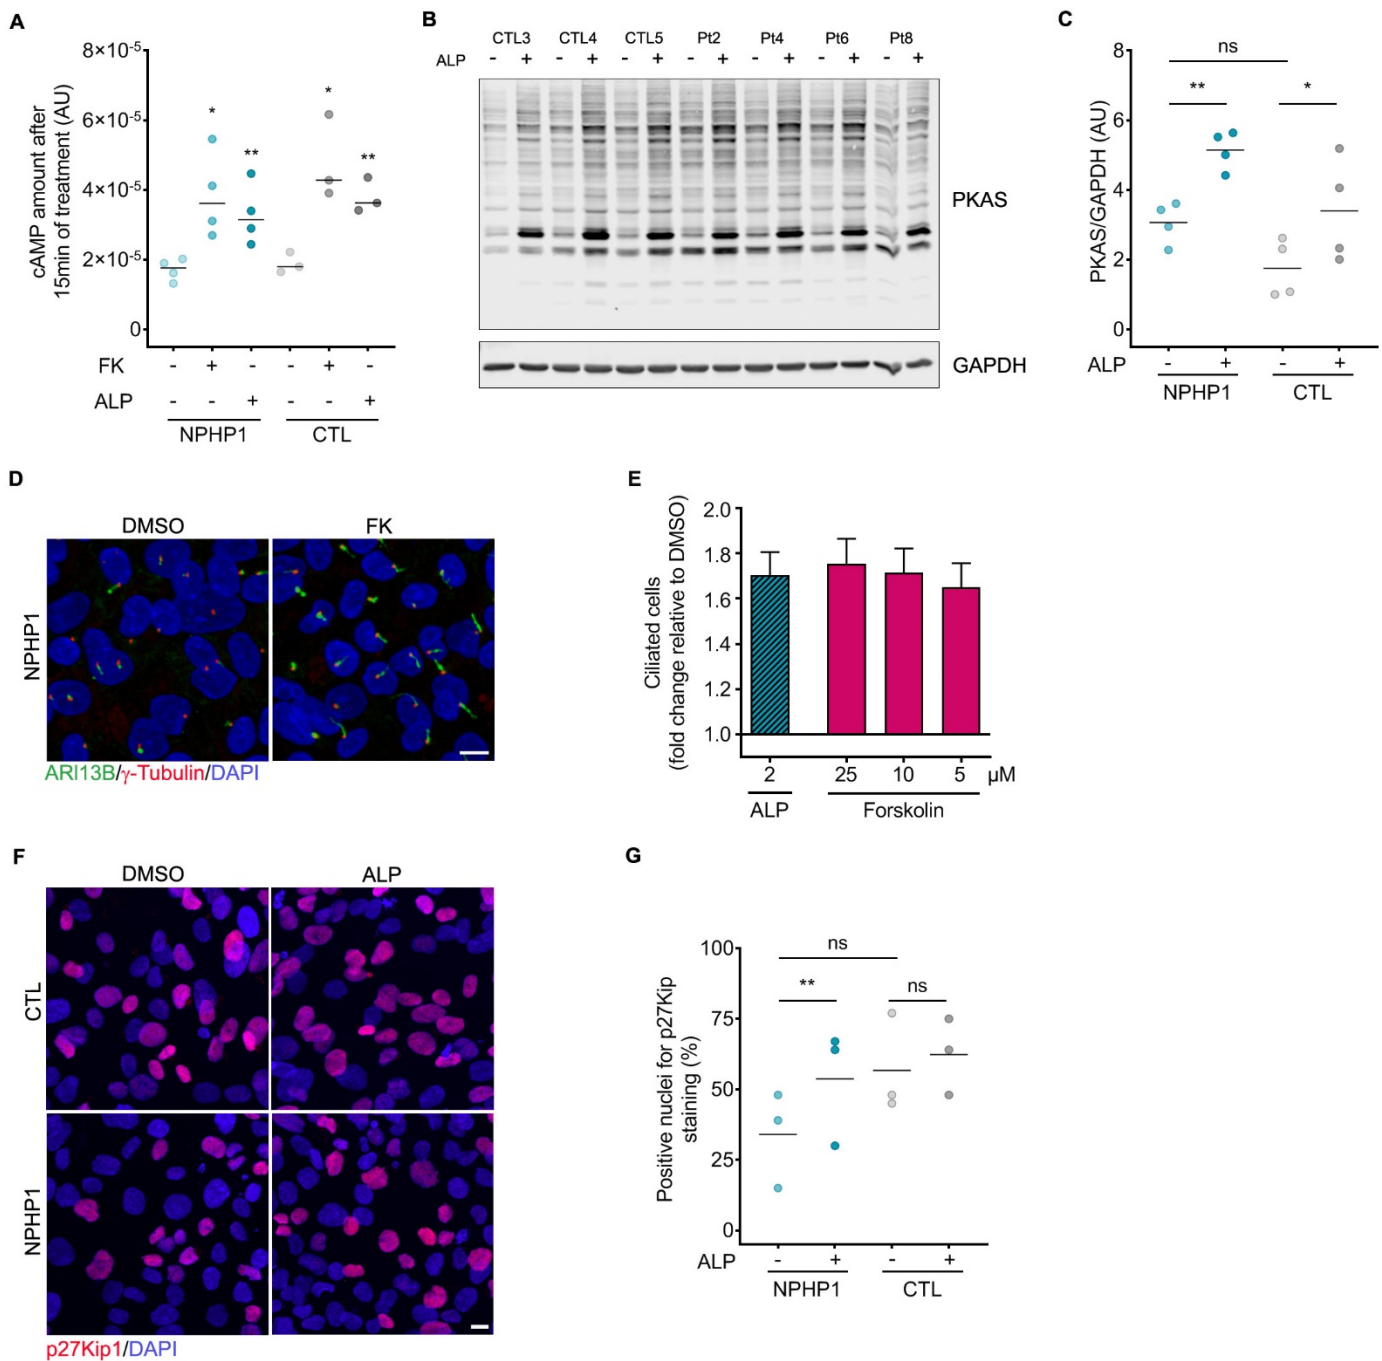 A
8×10⁻⁵
6×10⁻⁵
4×10⁻⁵
2×10⁻⁵
0
cAMP amount after
15min of treatment (AU)
* ** * **
FK - + - - + -
ALP - - + - - +
NPHP1 CTL
B
CTL3 CTL4 CTL5 Pt2 Pt4 Pt6 Pt8
ALP - + - + - + - + - + - + - +
PKAS
GAPDH
C
8
6
4
2
0
PKAS/GAPDH (AU)
ns
** *
ALP - + - +
NPHP1 CTL
D
DMSO FK
NPHP1
ARl13B/γ-Tubulin/DAPI
E
2.0
1.8
1.6
1.4
1.2
1.0
Ciliated cells
(fold change relative to DMSO)
2 25 10 5 µM
ALP Forskolin
F
DMSO ALP
CTL
NPHP1
p27Kip1/DAPI
G
100
75
50
25
0
Positive nuclei for p27Kip
staining (%)
ns
** ns
ALP - + - +
NPHP1 CTL